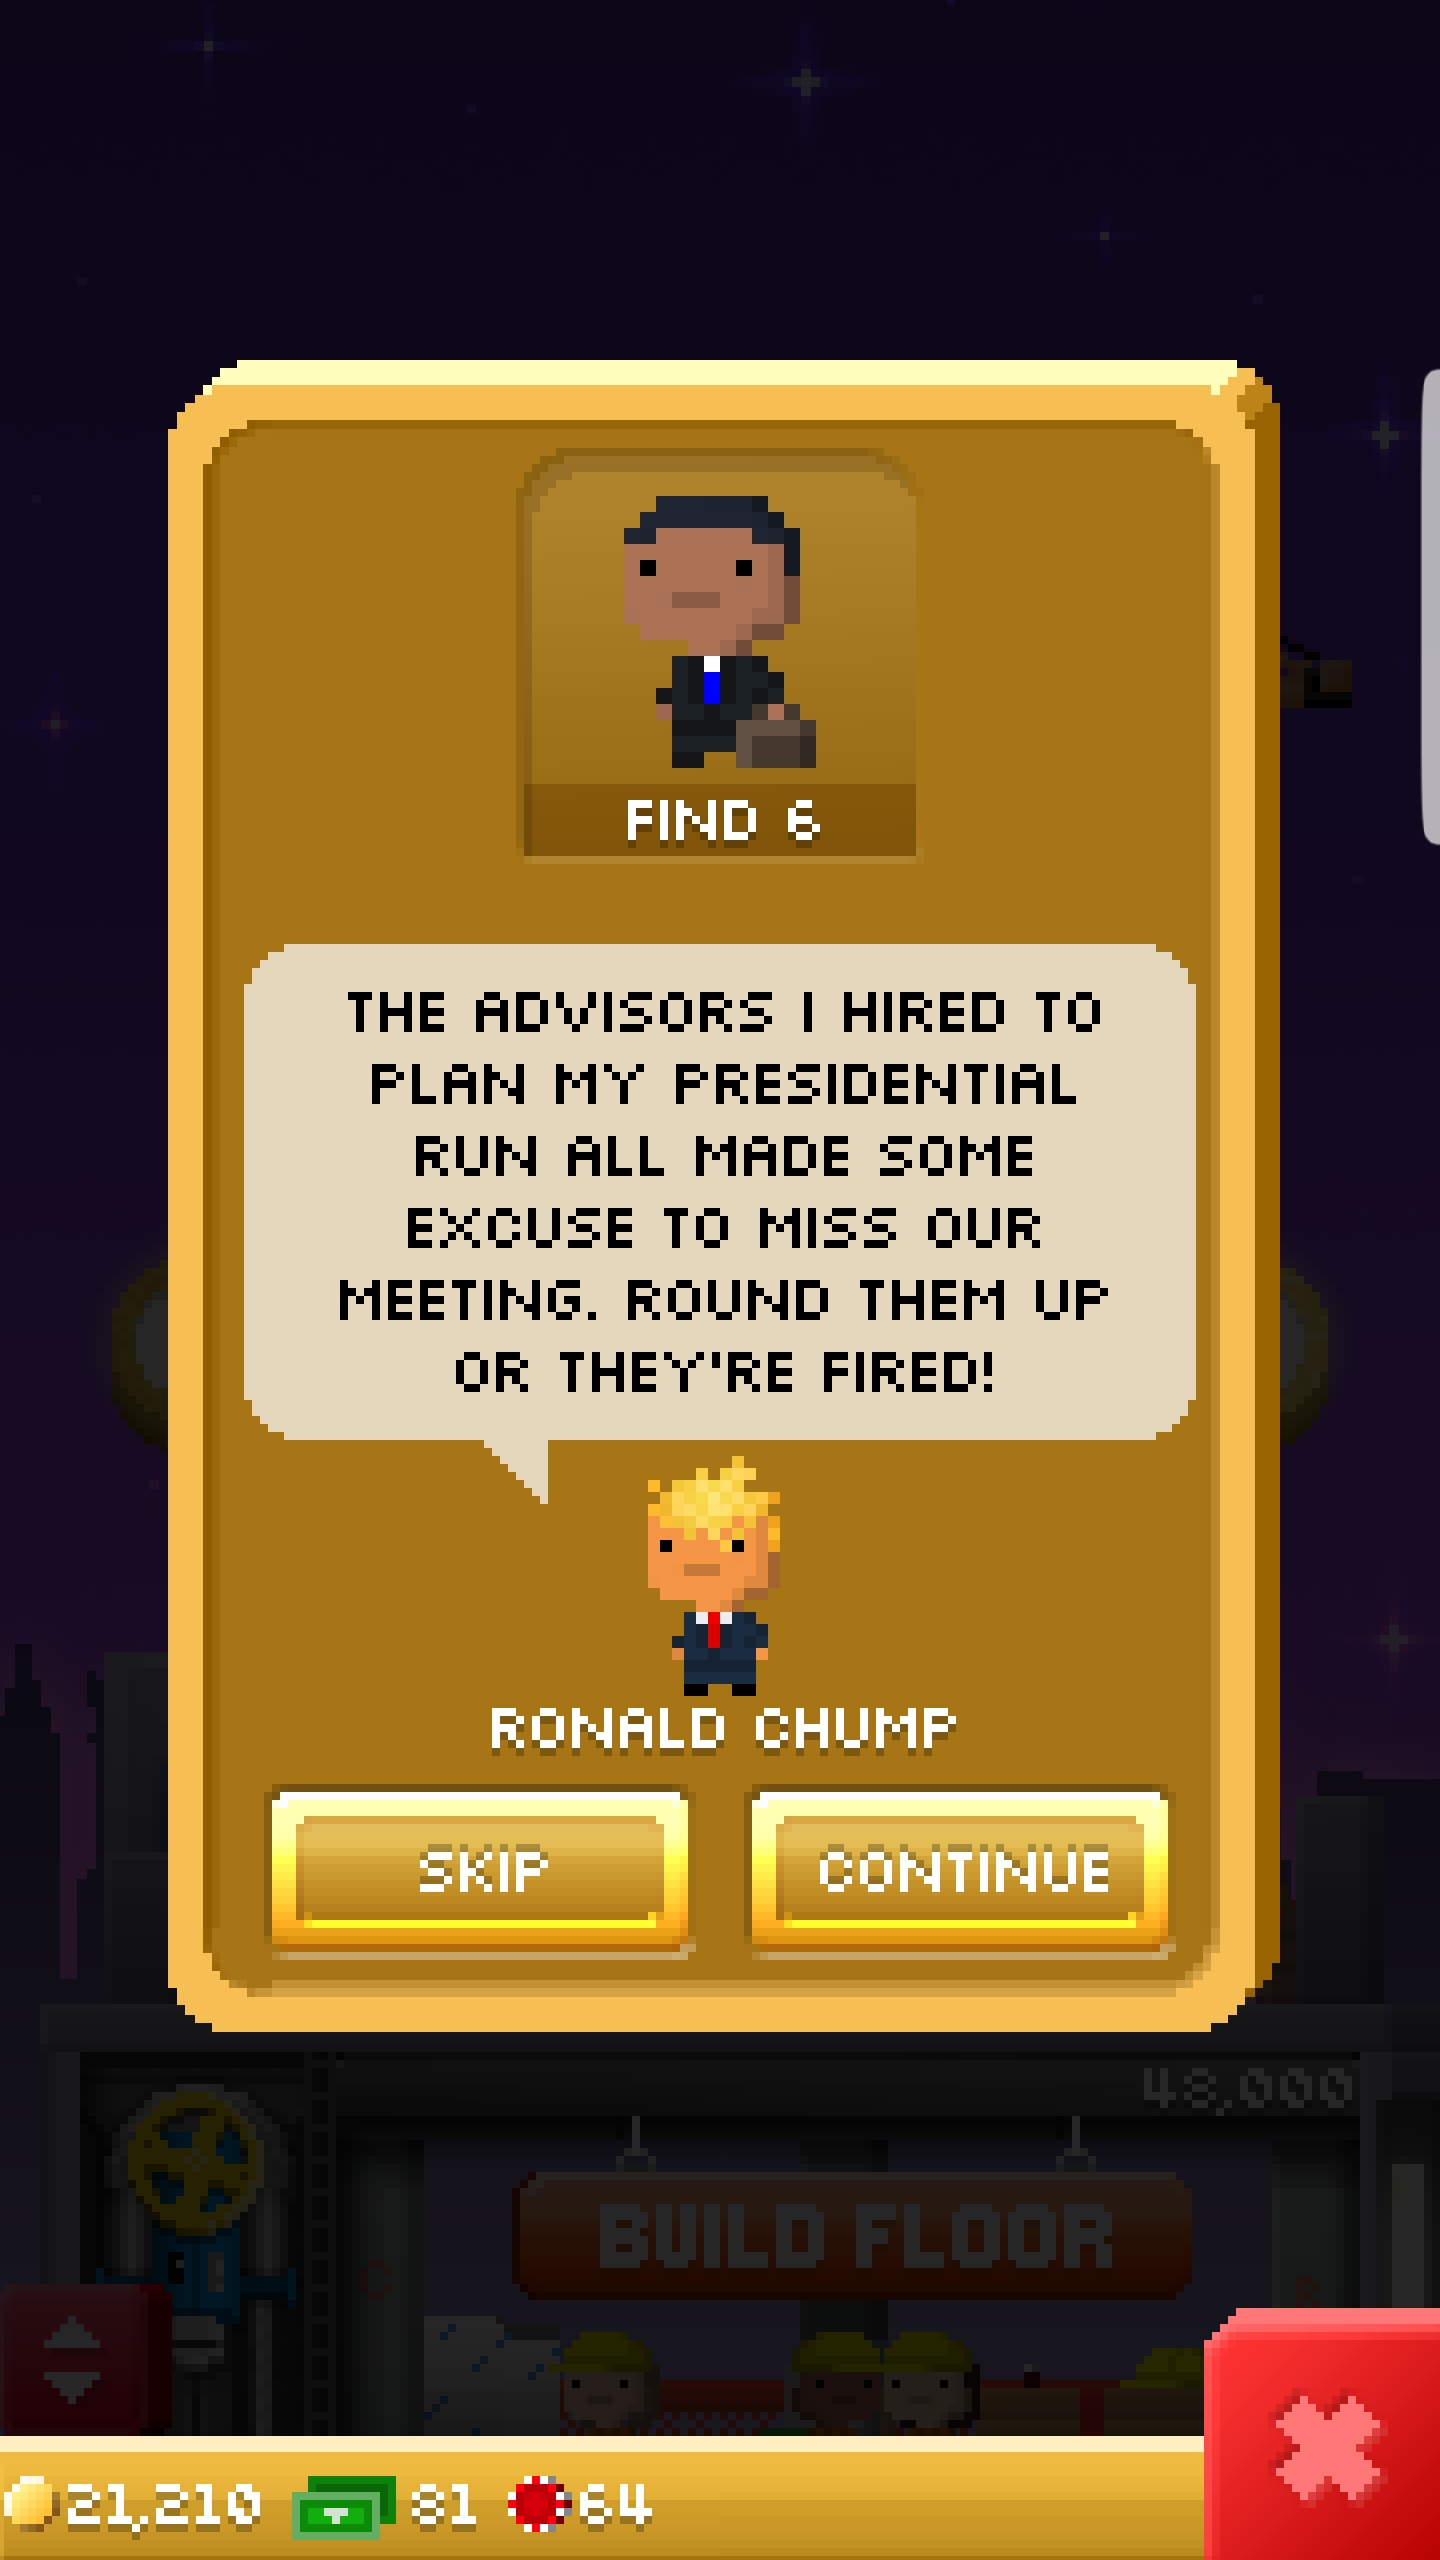 FIND 6
THE ADVISORS I HIRED TO
PLAN MY PRESIDENTIAL
RUN ALL MADE SOME
EXCUSE TO MISS OUR
MEETING. ROUND THEM UP
OR THEY'RE FIRED!
RONALD CHUMP
SKIP
CONTINUE
48,000
BUILD FLOOR
21,210 81 64